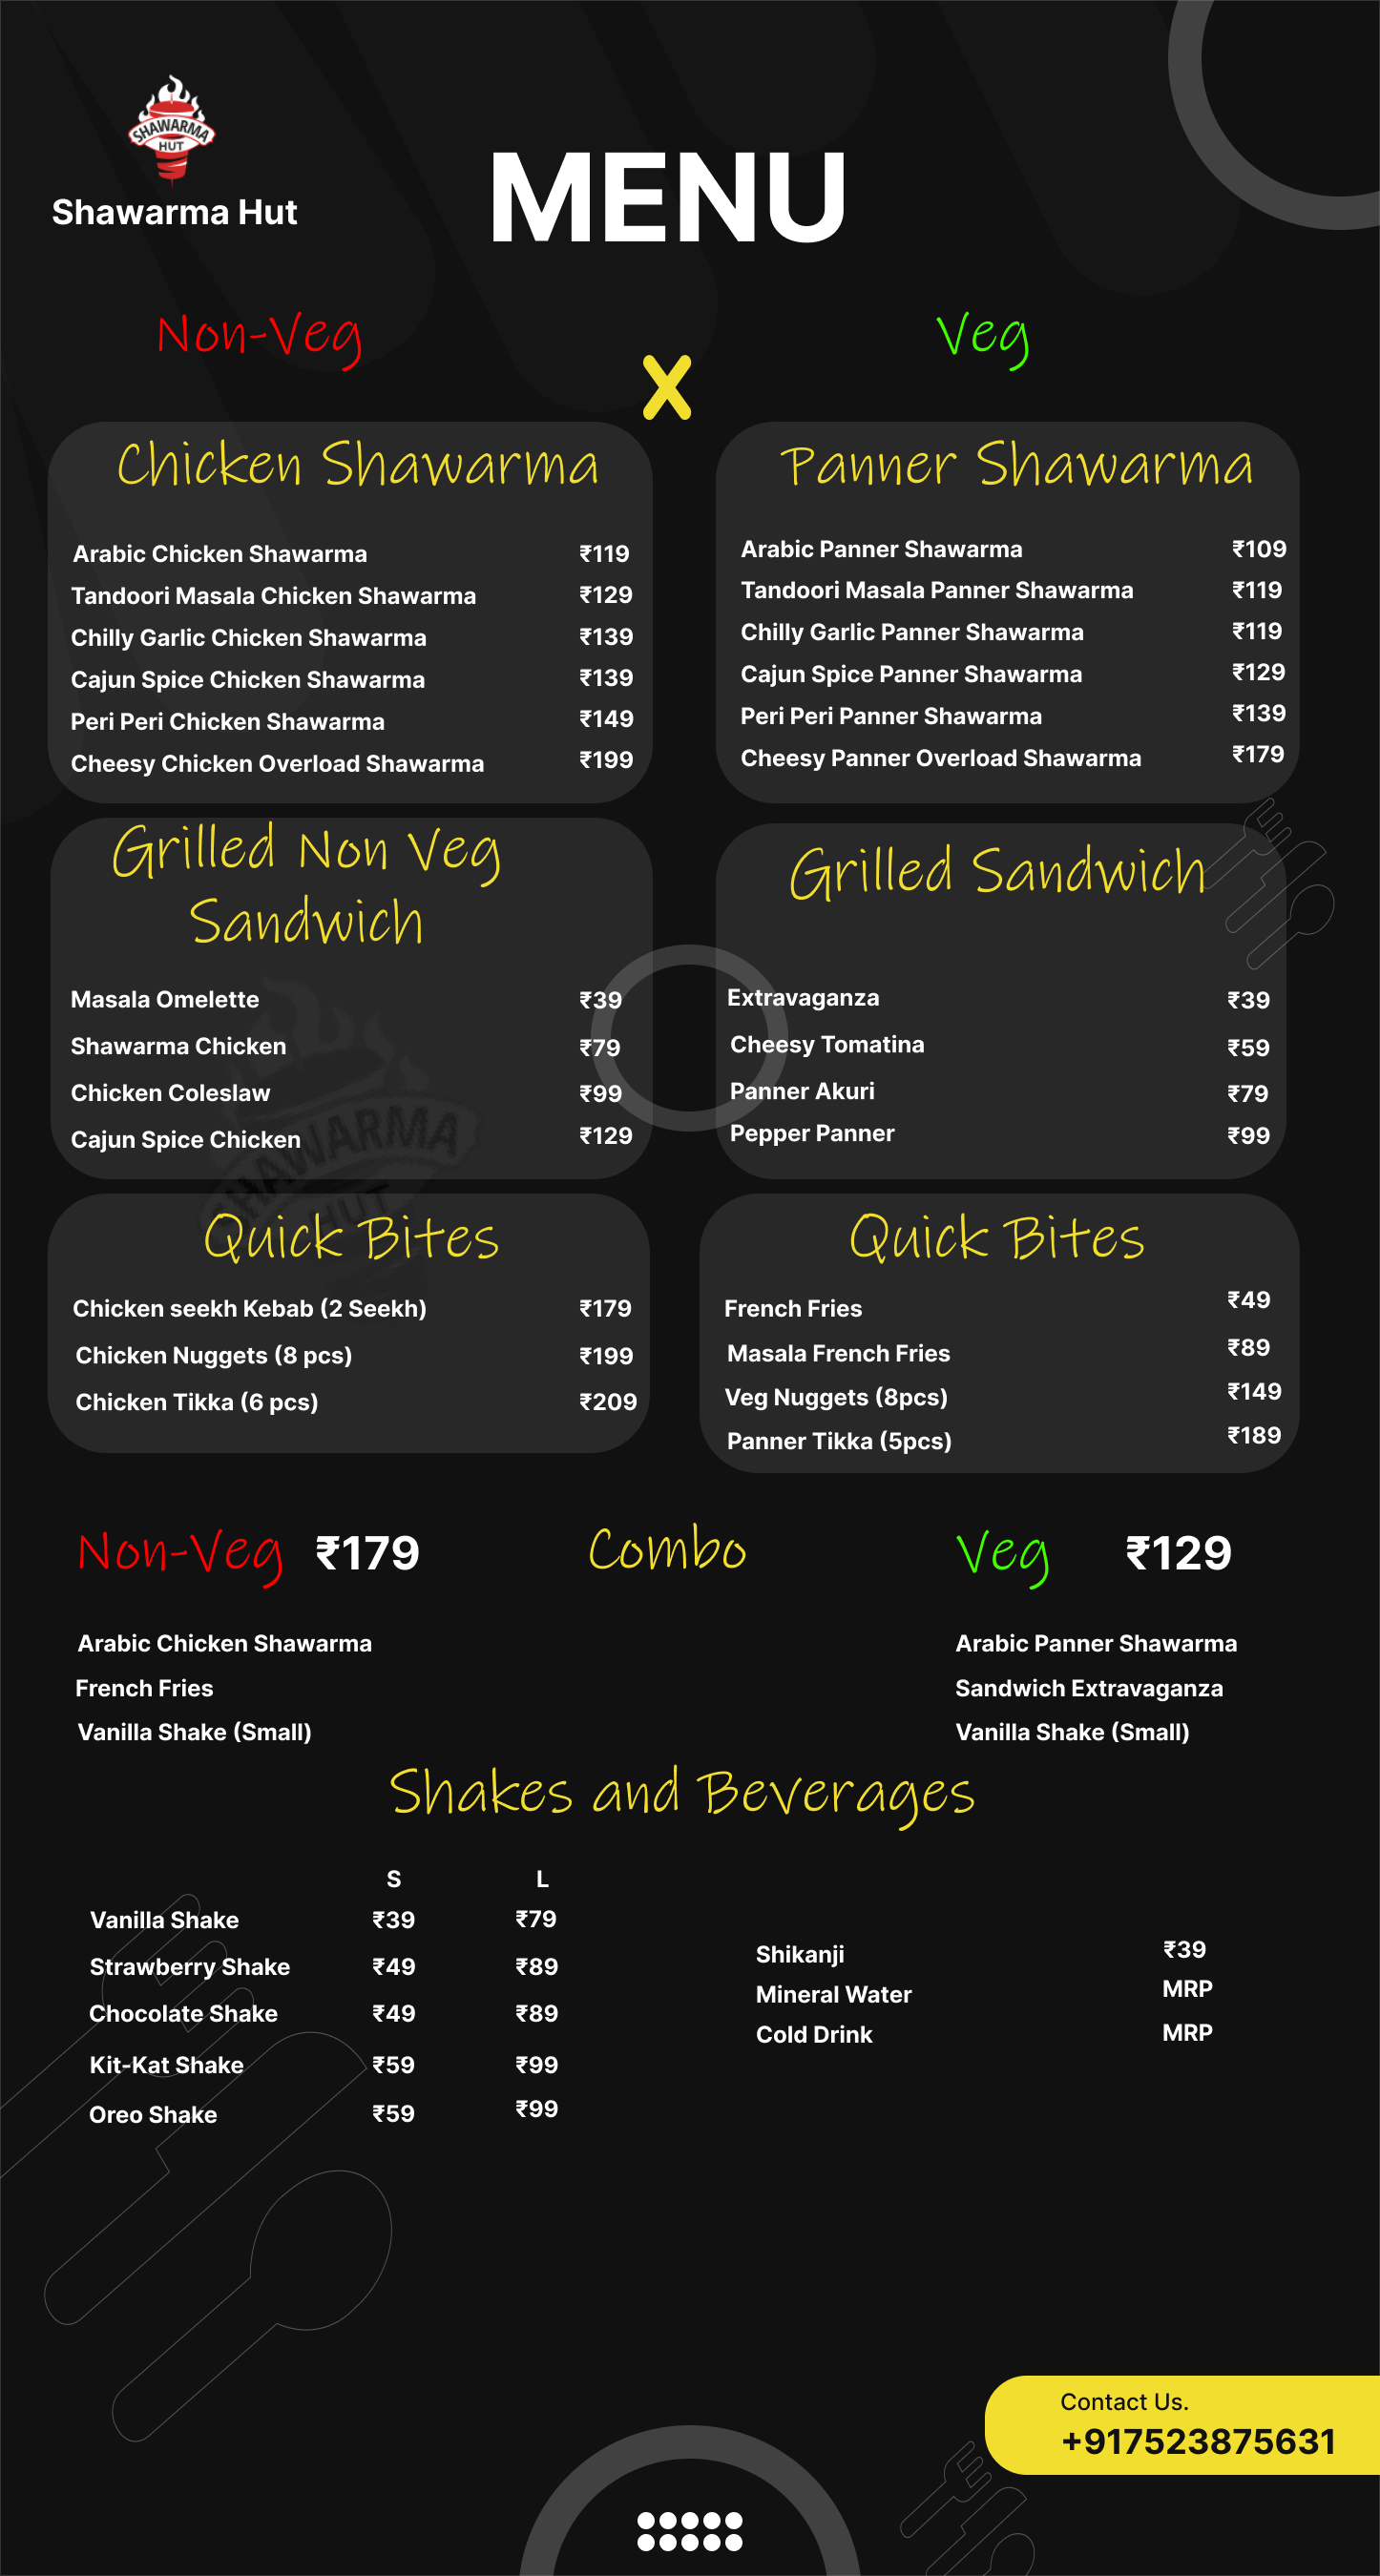 SHAWARMA
HUT
Shawarma Hut
MENU
Non-Veg
Veg
X
Chicken Shawarma
Arabic Chicken Shawarma ₹119
Tandoori Masala Chicken Shawarma ₹129
Chilly Garlic Chicken Shawarma ₹139
Cajun Spice Chicken Shawarma ₹139
Peri Peri Chicken Shawarma ₹149
Cheesy Chicken Overload Shawarma ₹199
Panner Shawarma
Arabic Panner Shawarma ₹109
Tandoori Masala Panner Shawarma ₹119
Chilly Garlic Panner Shawarma ₹119
Cajun Spice Panner Shawarma ₹129
Peri Peri Panner Shawarma ₹139
Cheesy Panner Overload Shawarma ₹179
Grilled Non Veg
Sandwich
Masala Omelette ₹39
Shawarma Chicken ₹79
Chicken Coleslaw ₹99
Cajun Spice Chicken ₹129
SHAWARMA
HUT
Grilled Sandwich
Extravaganza ₹39
Cheesy Tomatina ₹59
Panner Akuri ₹79
Pepper Panner ₹99
Quick Bites
Chicken seekh Kebab (2 Seekh) ₹179
Chicken Nuggets (8 pcs) ₹199
Chicken Tikka (6 pcs) ₹209
Quick Bites
French Fries ₹49
Masala French Fries ₹89
Veg Nuggets (8pcs) ₹149
Panner Tikka (5pcs) ₹189
Combo
Non-Veg ₹179
Arabic Chicken Shawarma
French Fries
Vanilla Shake (Small)
Veg ₹129
Arabic Panner Shawarma
Sandwich Extravaganza
Vanilla Shake (Small)
Shakes and Beverages
S L
Vanilla Shake ₹39 ₹79
Strawberry Shake ₹49 ₹89
Chocolate Shake ₹49 ₹89
Kit-Kat Shake ₹59 ₹99
Oreo Shake ₹59 ₹99
Shikanji ₹39
Mineral Water MRP
Cold Drink MRP
Contact Us.
+917523875631